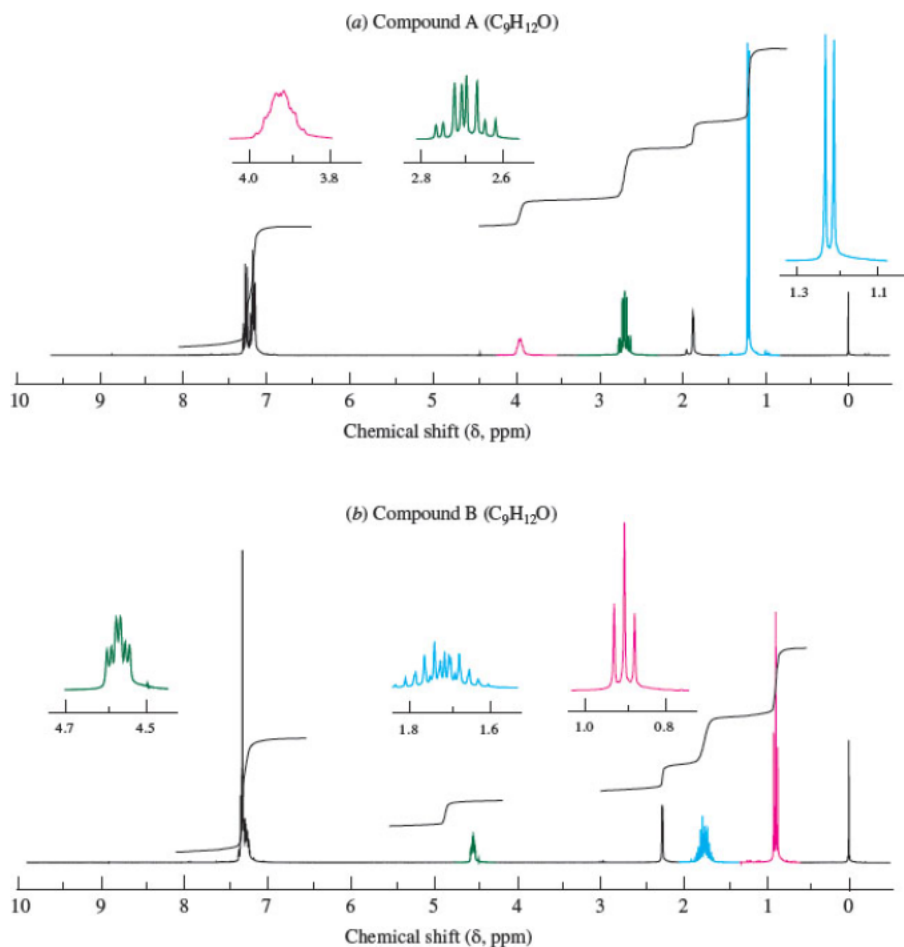 (a) Compound A (C₉H₁₂O)
4.0 3.8
2.8 2.6
1.3 1.1
10 9 8 7 6 5 4 3 2 1 0
Chemical shift (δ, ppm)
(b) Compound B (C₉H₁₂O)
4.7 4.5
1.8 1.6
1.0 0.8
10 9 8 7 6 5 4 3 2 1 0
Chemical shift (δ, ppm)